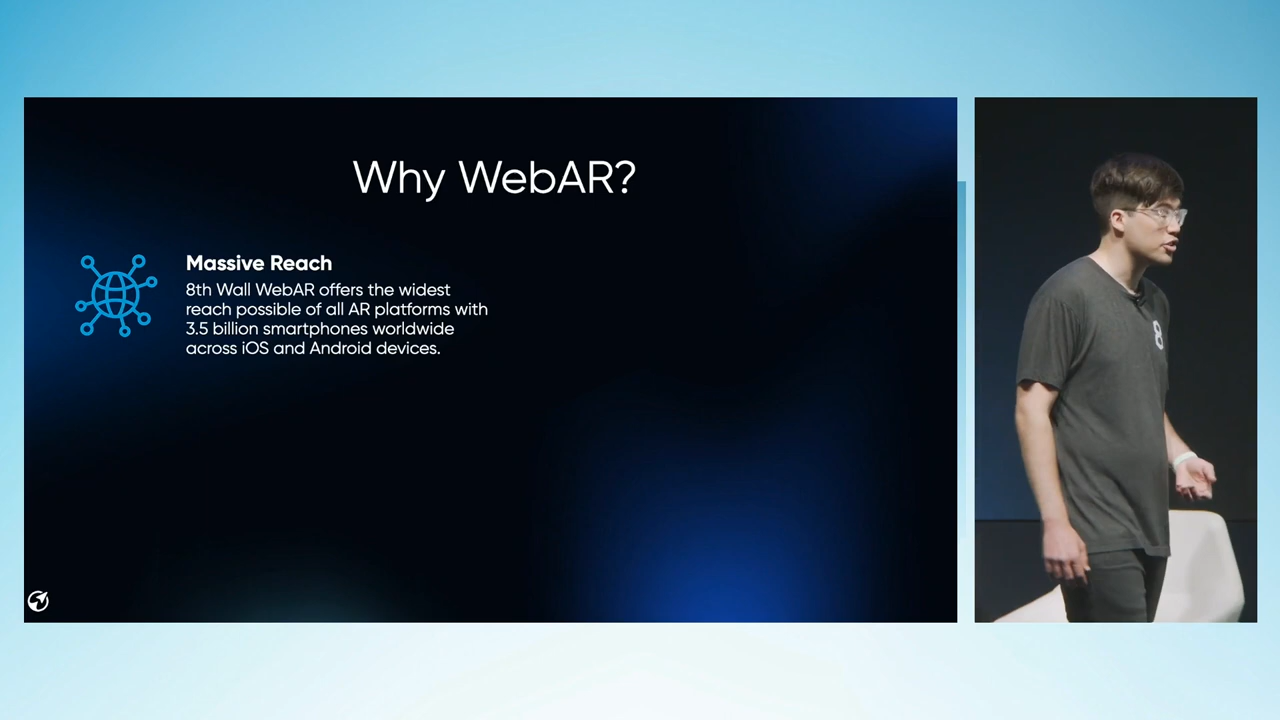 Why WebAR?
Massive Reach
8th Wall WebAR offers the widest
reach possible of all AR platforms with
3.5 billion smartphones worldwide
across iOS and Android devices.
8